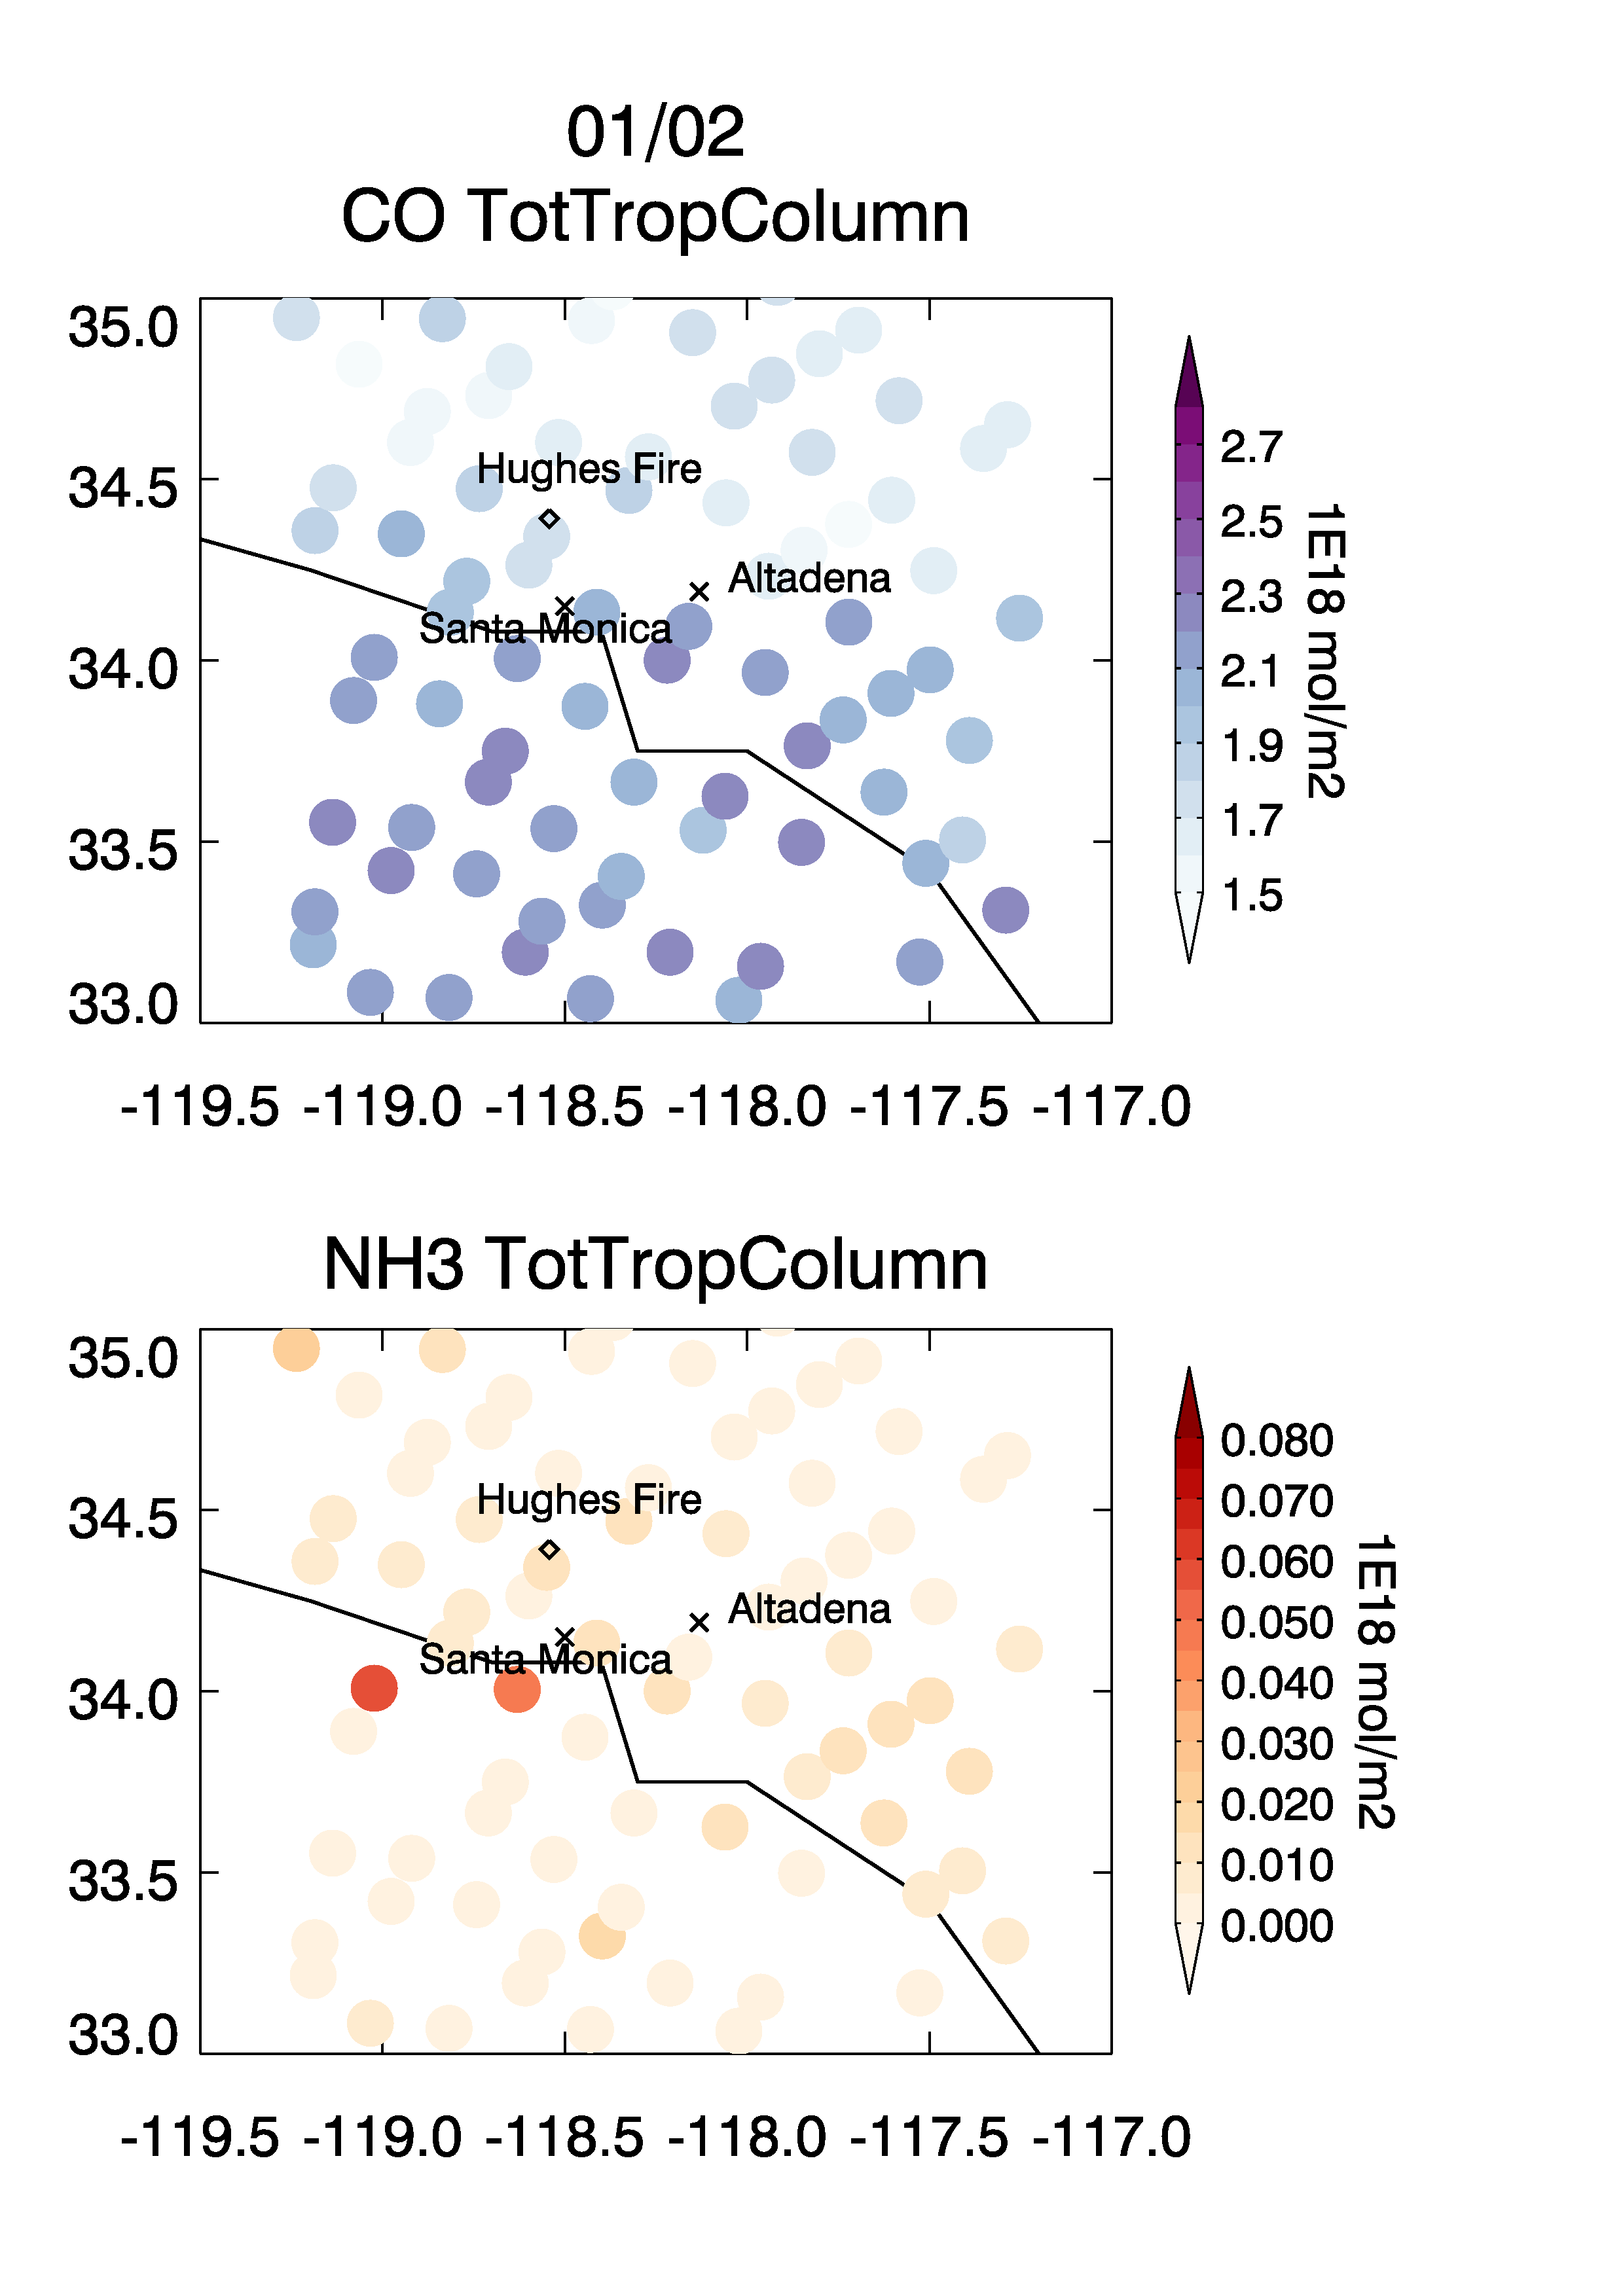 01/02
CO TotTropColumn
35.0
34.5
34.0
33.5
33.0
Hughes Fire
Altadena
Santa Monica
-119.5 -119.0 -118.5 -118.0 -117.5 -117.0
2.7
2.5
2.3
2.1
1.9
1.7
1.5
1E18 mol/m2
NH3 TotTropColumn
35.0
34.5
34.0
33.5
33.0
Hughes Fire
Altadena
Santa Monica
-119.5 -119.0 -118.5 -118.0 -117.5 -117.0
0.080
0.070
0.060
0.050
0.040
0.030
0.020
0.010
0.000
1E18 mol/m2